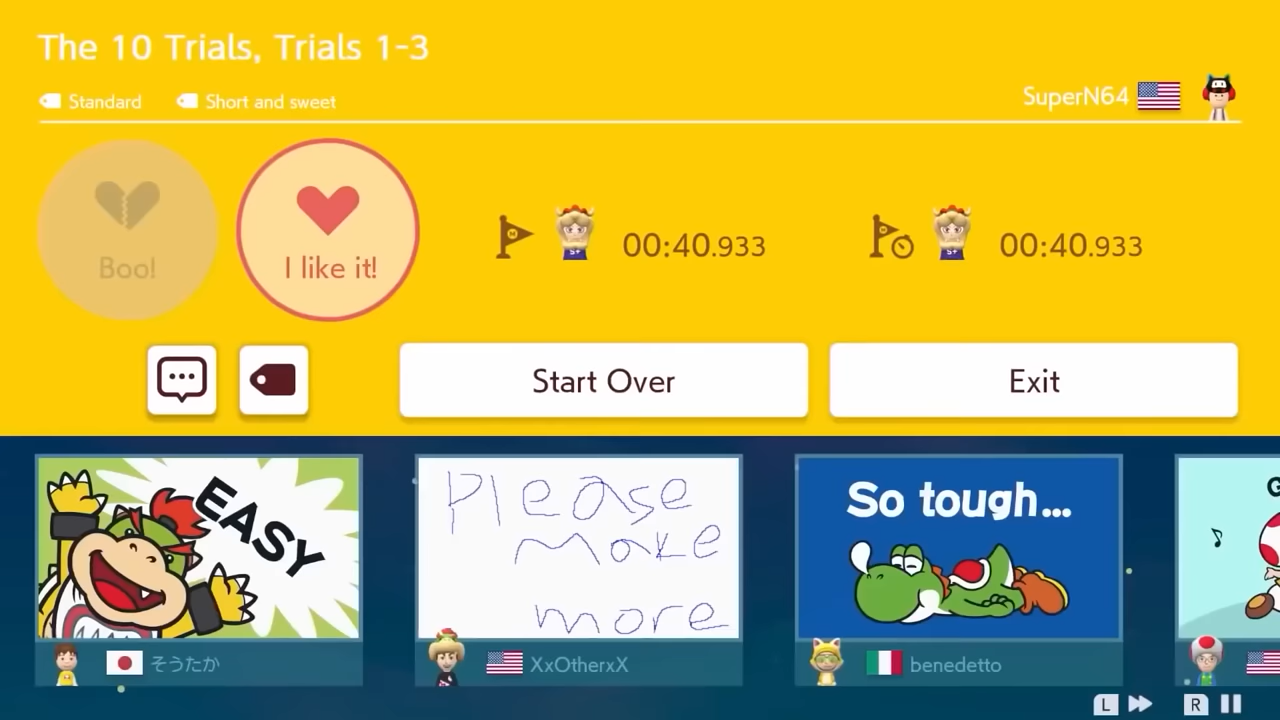 The 10 Trials, Trials 1-3
Standard
Short and sweet
SuperN64
Boo!
I like it!
00:40.933
00:40.933
Start Over
Exit
EASY
Please
make
more
So tough...
G
そうたか
XxOtherxX
benedetto
L
R